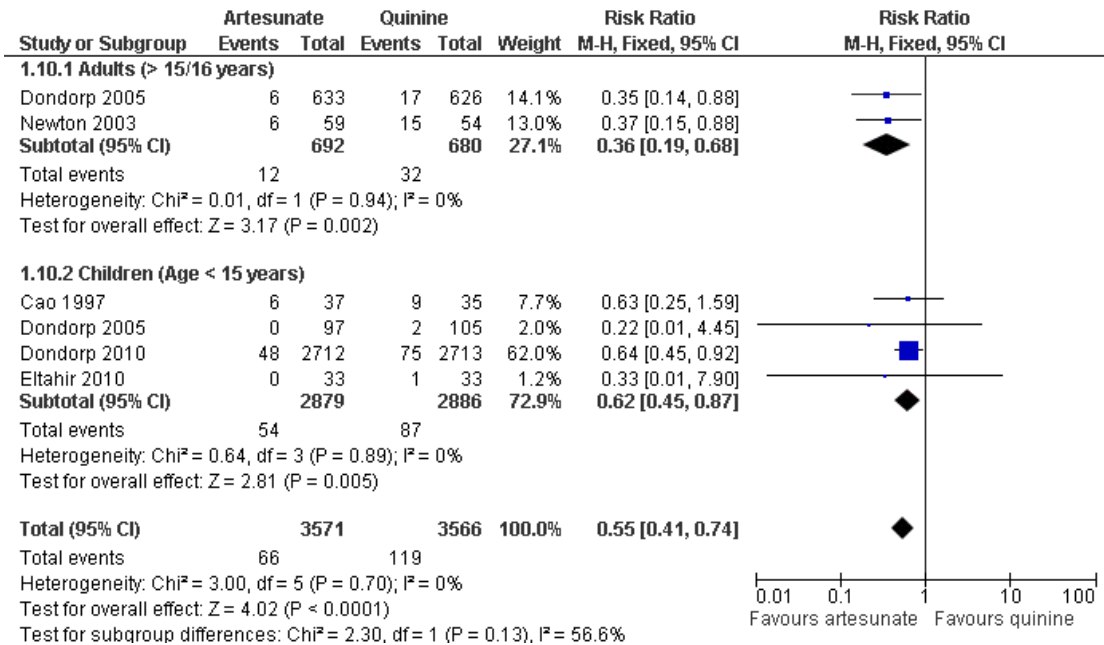 Artesunate Quinine Risk Ratio Risk Ratio
Study or Subgroup Events Total Events Total Weight M-H, Fixed, 95% CI M-H, Fixed, 95% CI
1.10.1 Adults (> 15/16 years)
Dondorp 2005 6 633 17 626 14.1% 0.35 [0.14, 0.88]
Newton 2003 6 59 15 54 13.0% 0.37 [0.15, 0.88]
Subtotal (95% CI) 692 680 27.1% 0.36 [0.19, 0.68]
Total events 12 32
Heterogeneity: Chi² = 0.01, df = 1 (P = 0.94); I² = 0%
Test for overall effect: Z = 3.17 (P = 0.002)
1.10.2 Children (Age < 15 years)
Cao 1997 6 37 9 35 7.7% 0.63 [0.25, 1.59]
Dondorp 2005 0 97 2 105 2.0% 0.22 [0.01, 4.45]
Dondorp 2010 48 2712 75 2713 62.0% 0.64 [0.45, 0.92]
Eltahir 2010 0 33 1 33 1.2% 0.33 [0.01, 7.90]
Subtotal (95% CI) 2879 2886 72.9% 0.62 [0.45, 0.87]
Total events 54 87
Heterogeneity: Chi² = 0.64, df = 3 (P = 0.89); I² = 0%
Test for overall effect: Z = 2.81 (P = 0.005)
Total (95% CI) 3571 3566 100.0% 0.55 [0.41, 0.74]
Total events 66 119
Heterogeneity: Chi² = 3.00, df = 5 (P = 0.70); I² = 0%
Test for overall effect: Z = 4.02 (P < 0.0001)
Test for subgroup differences: Chi² = 2.30, df = 1 (P = 0.13), I² = 56.6%
0.01 0.1 1 10 100
Favours artesunate Favours quinine